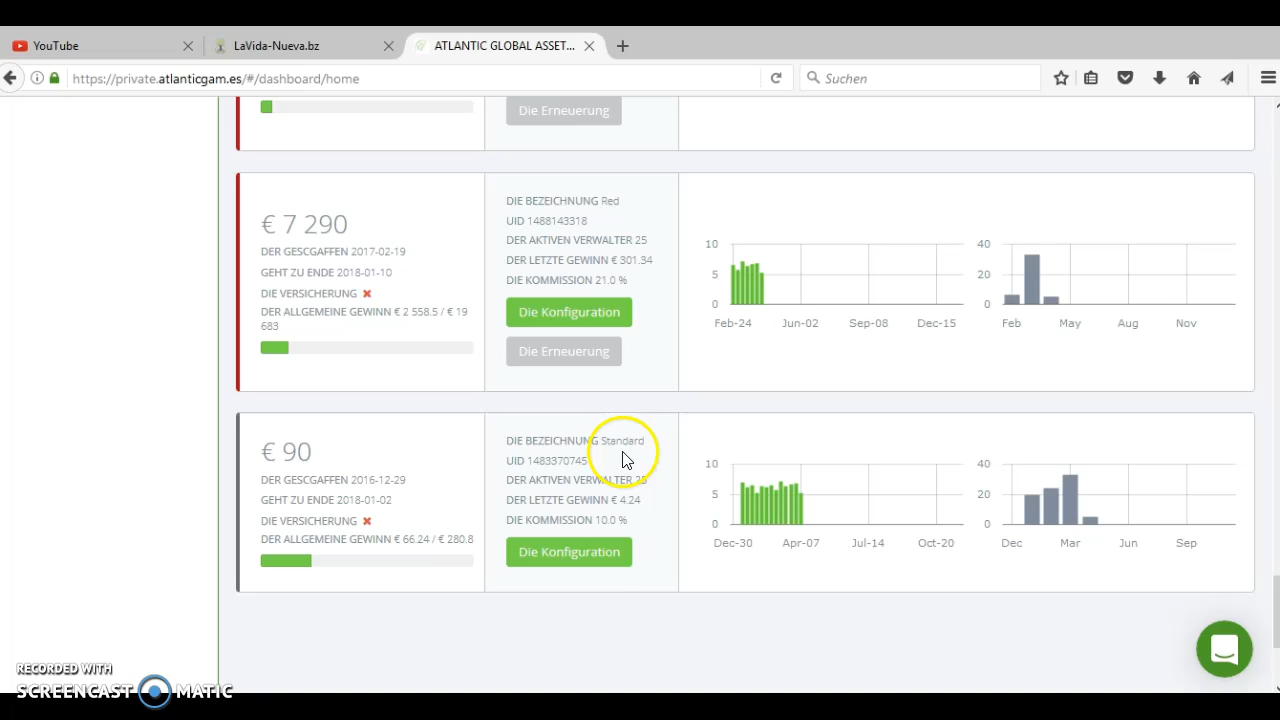 YouTube
LaVida-Nueva.bz
ATLANTIC GLOBAL ASSET...
https://private.atlanticgam.es/#/dashboard/home
Suchen
Die Erneuerung
€ 7 290
DER GESCGAFFEN 2017-02-19
GEHT ZU ENDE 2018-01-10
DIE VERSICHERUNG
DER ALLGEMEINE GEWINN € 2 558.5 / € 19
683
DIE BEZEICHNUNG Red
UID 1488143318
DER AKTIVEN VERWALTER 25
DER LETZTE GEWINN € 301.34
DIE KOMMISSION 21.0 %
Die Konfiguration
Die Erneuerung
10
5
0
Feb-24 Jun-02 Sep-08 Dec-15
40
20
0
Feb May Aug Nov
€ 90
DER GESCGAFFEN 2016-12-29
GEHT ZU ENDE 2018-01-02
DIE VERSICHERUNG
DER ALLGEMEINE GEWINN € 66.24 / € 280.8
DIE BEZEICHNUNG Standard
UID 1483370745
DER AKTIVEN VERWALTER 25
DER LETZTE GEWINN € 4.24
DIE KOMMISSION 10.0 %
Die Konfiguration
10
5
0
Dec-30 Apr-07 Jul-14 Oct-20
40
20
0
Dec Mar Jun Sep
RECORDED WITH
SCREENCAST MATIC